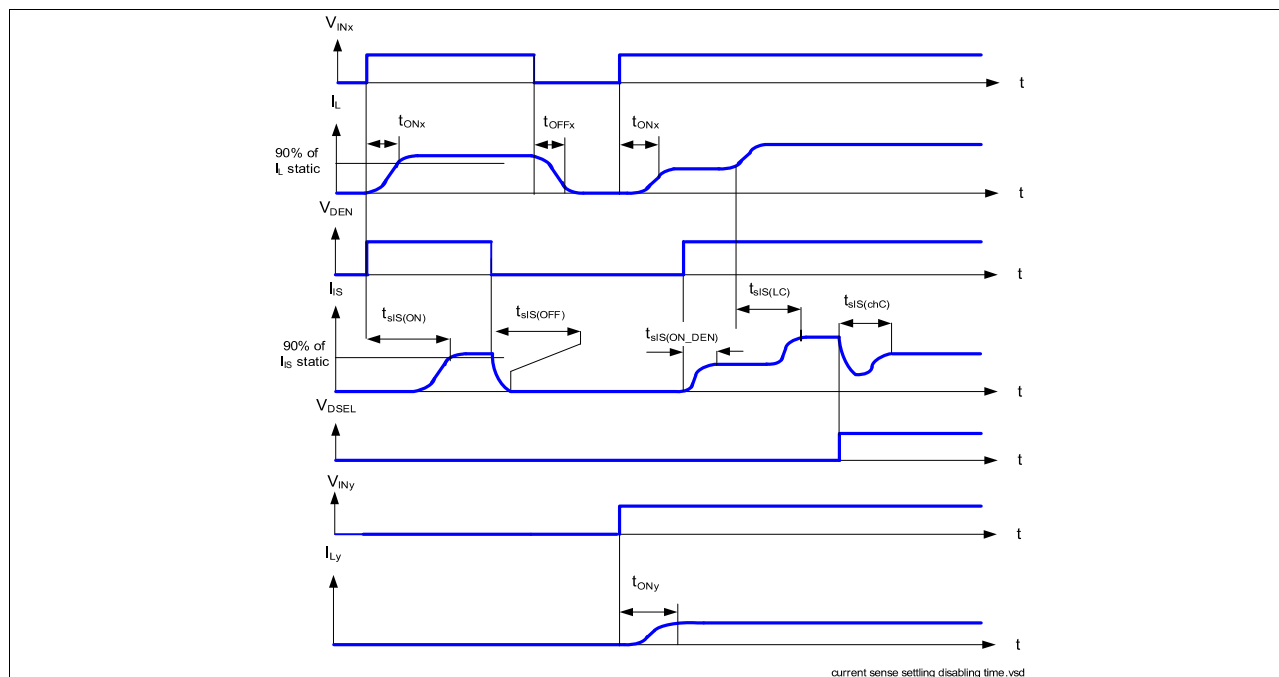 VINx
t
IL
tONx
tOFFx
tONx
90% of
IL static
t
VDEN
t
IIS
tsIS(ON)
tsIS(OFF)
tsIS(LC)
tsIS(chC)
tsIS(ON_DEN)
90% of
IIS static
t
VDSEL
t
VINy
t
ILy
tONy
t
current sense settling disabling time.vsd